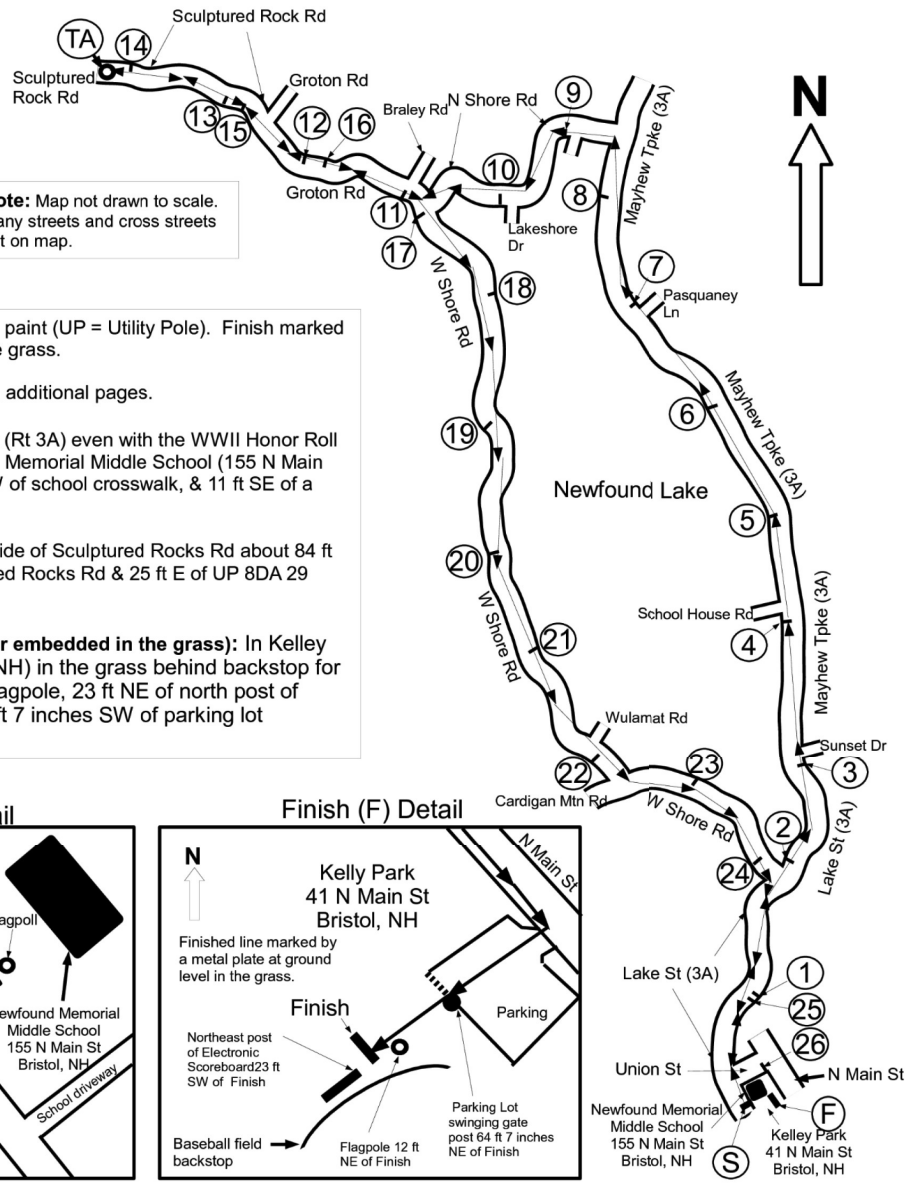 Sculptured Rock Rd
TA
14
Sculptured
Rock Rd
Groton Rd
13
15
12
16
Braley Rd
N Shore Rd
9
Mayhew Tpke (3A)
N
10
8
Groton Rd
11
17
Lakeshore
Dr
ote: Map not drawn to scale.
any streets and cross streets
t on map.
W Shore Rd
18
7
Pasquaney
Ln
paint (UP = Utility Pole). Finish marked
e grass.
additional pages.
(Rt 3A) even with the WWII Honor Roll
Memorial Middle School (155 N Main
of school crosswalk, & 11 ft SE of a
ide of Sculptured Rocks Rd about 84 ft
ed Rocks Rd & 25 ft E of UP 8DA 29
r embedded in the grass): In Kelley
NH) in the grass behind backstop for
agpole, 23 ft NE of north post of
ft 7 inches SW of parking lot
6
Mayhew Tpke (3A)
19
Newfound Lake
5
20
W Shore Rd
School House Rd
4
Mayhew Tpke (3A)
21
Wulamat Rd
Sunset Dr
3
22
23
Cardigan Mtn Rd
W Shore Rd
2
Lake St (3A)
24
Lake St (3A)
1
25
26
Union St
N Main St
Newfound Memorial
Middle School
155 N Main St
Bristol, NH
S
F
Kelley Park
41 N Main St
Bristol, NH
ail
agpoll
ewfound Memorial
Middle School
155 N Main St
Bristol, NH
School driveway
Finish (F) Detail
N
Kelly Park
41 N Main St
Bristol, NH
N Main St
Finished line marked by
a metal plate at ground
level in the grass.
Finish
Parking
Northeast post
of Electronic
Scoreboard23 ft
SW of Finish
Baseball field
backstop
Flagpole 12 ft
NE of Finish
Parking Lot
swinging gate
post 64 ft 7 inches
NE of Finish